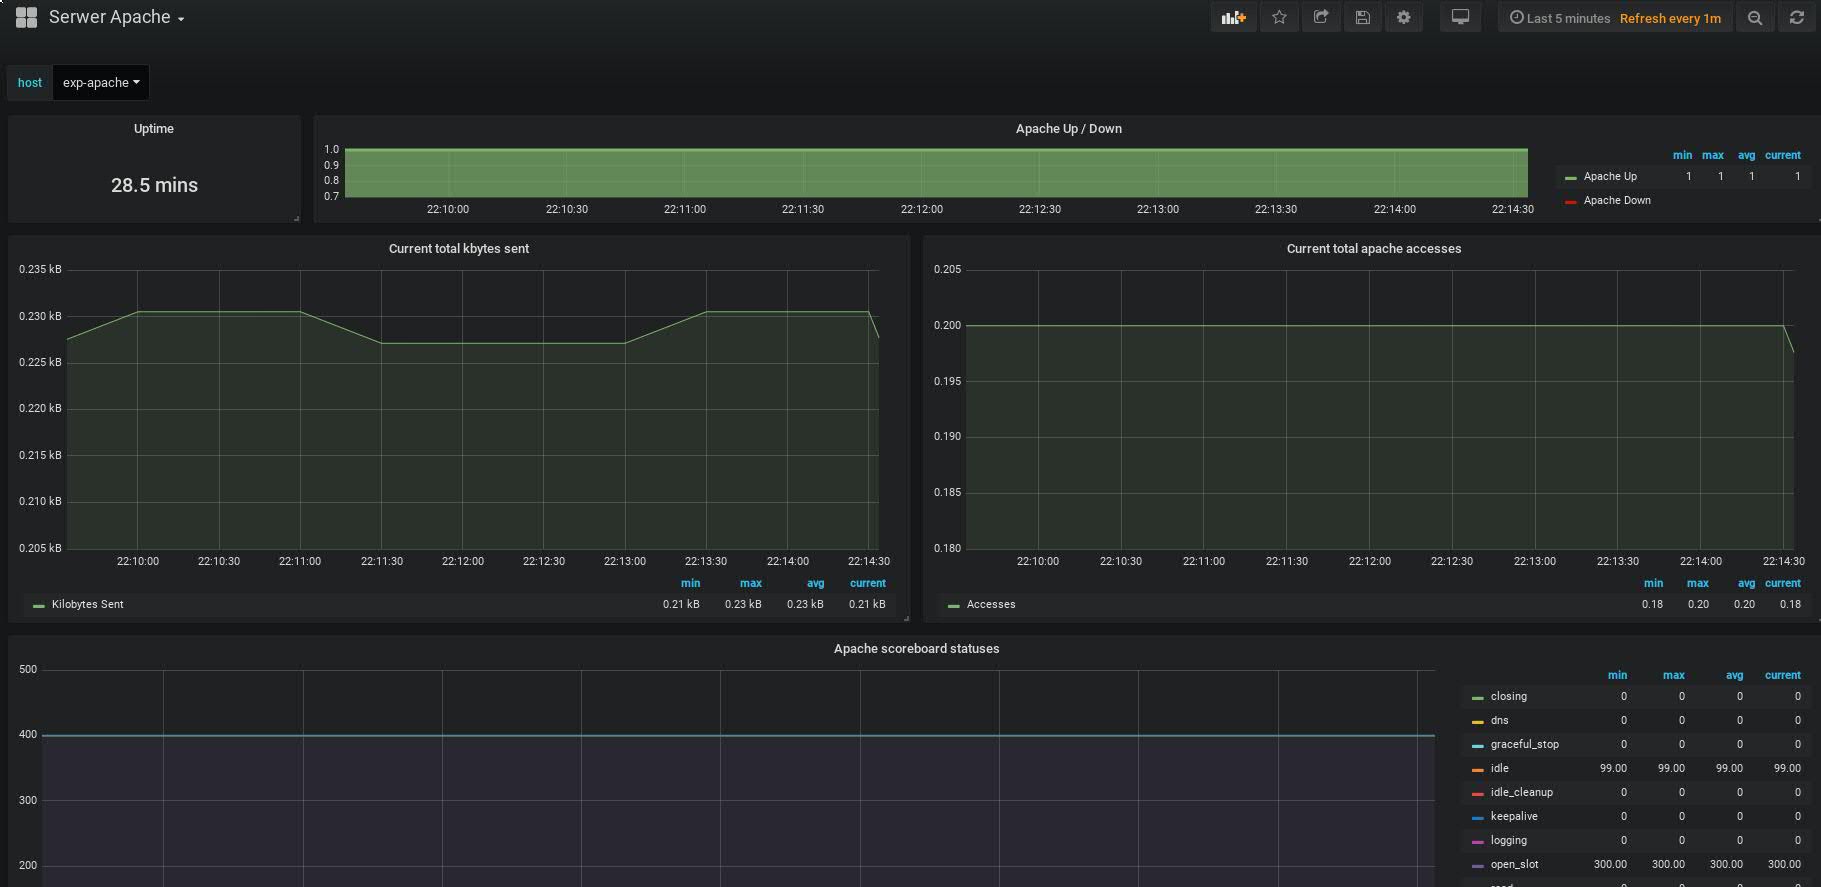 Serwer Apache
Last 5 minutes Refresh every 1m
host exp-apache
Uptime
28.5 mins
Apache Up / Down
1.0
0.9
0.8
0.7
22:10:00 22:10:30 22:11:00 22:11:30 22:12:00 22:12:30 22:13:00 22:13:30 22:14:00 22:14:30
min max avg current
Apache Up 1 1 1 1
Apache Down
Current total kbytes sent
0.235 kB
0.230 kB
0.225 kB
0.220 kB
0.215 kB
0.210 kB
0.205 kB
22:10:00 22:10:30 22:11:00 22:11:30 22:12:00 22:12:30 22:13:00 22:13:30 22:14:00 22:14:30
min max avg current
Kilobytes Sent 0.21 kB 0.23 kB 0.23 kB 0.21 kB
Current total apache accesses
0.205
0.200
0.195
0.190
0.185
0.180
22:10:00 22:10:30 22:11:00 22:11:30 22:12:00 22:12:30 22:13:00 22:13:30 22:14:00 22:14:30
min max avg current
Accesses 0.18 0.20 0.20 0.18
Apache scoreboard statuses
500
400
300
200
min max avg current
closing 0 0 0 0
dns 0 0 0 0
graceful_stop 0 0 0 0
idle 99.00 99.00 99.00 99.00
idle_cleanup 0 0 0 0
keepalive 0 0 0 0
logging 0 0 0 0
open_slot 300.00 300.00 300.00 300.00